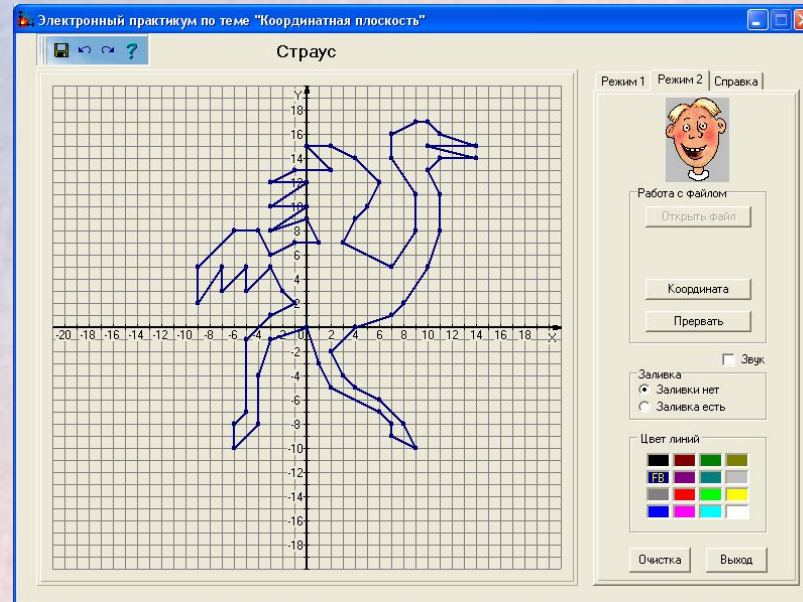 Электронный практикум по теме "Координатная плоскость"
?
Страус
Режим 1 Режим 2 Справка
Y
18
16
14
12
10
8
6
4
2
-20 -18 -16 -14 -12 -10 -8 -6 -4 -2 0 2 4 6 8 10 12 14 16 18 X
-2
-4
-6
-8
-10
-12
-14
-16
-18
Работа с файлом
Открыть файл
Координата
Прервать
Звук
Заливка
Заливки нет
Заливка есть
Цвет линий
FB
Очистка Выход